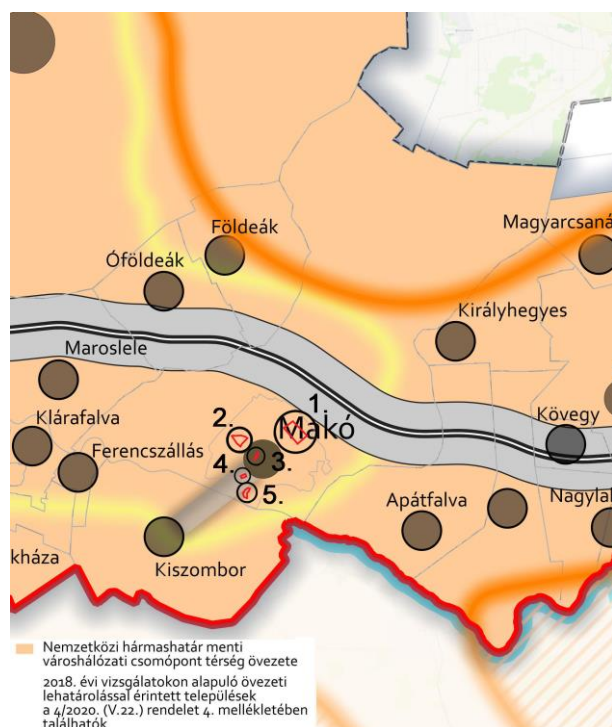 Földeák
Magyarcsaná
Óföldeák
Királyhegyes
Maroslele
1.
Makó
Kövegy
2.
Klárafalva
3.
Ferencszállás
4.
5.
Apátfalva
Nagylak
kháza
Kiszombor
Nemzetközi hármashatár menti
városhálózati csomópont térség övezete
2018. évi vizsgálatokon alapuló övezeti
lehatárolással érintett települések
a 4/2020. (V.22.) rendelet 4. mellékletében
találhatók